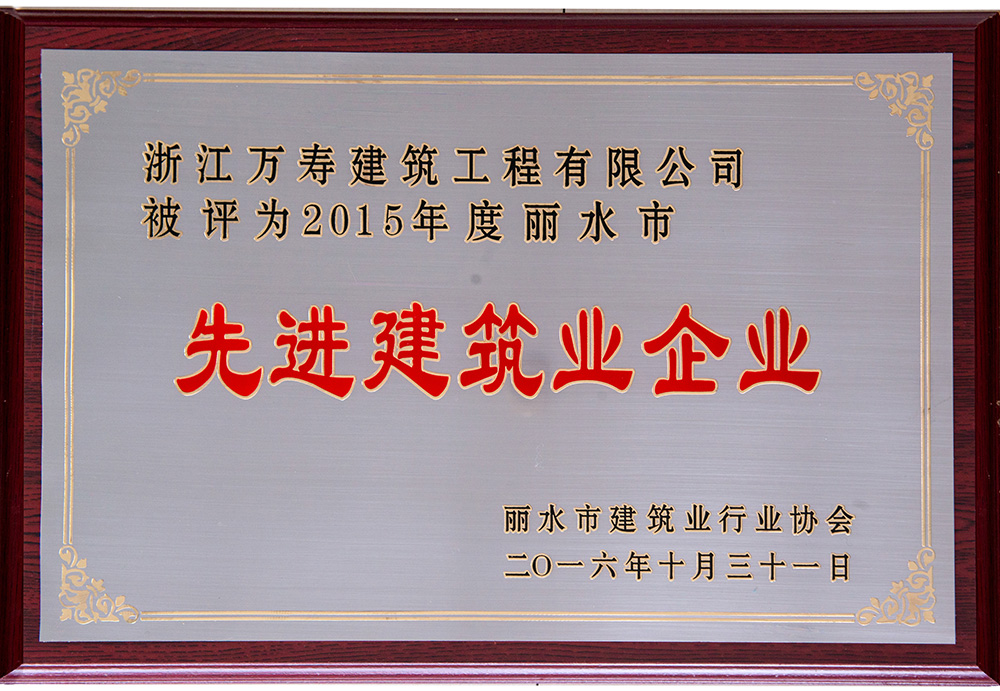 浙江万寿建筑工程有限公司
被评为2015年度丽水市
先进建筑业企业
丽水市建筑业行业协会
二〇一六年十月三十一日